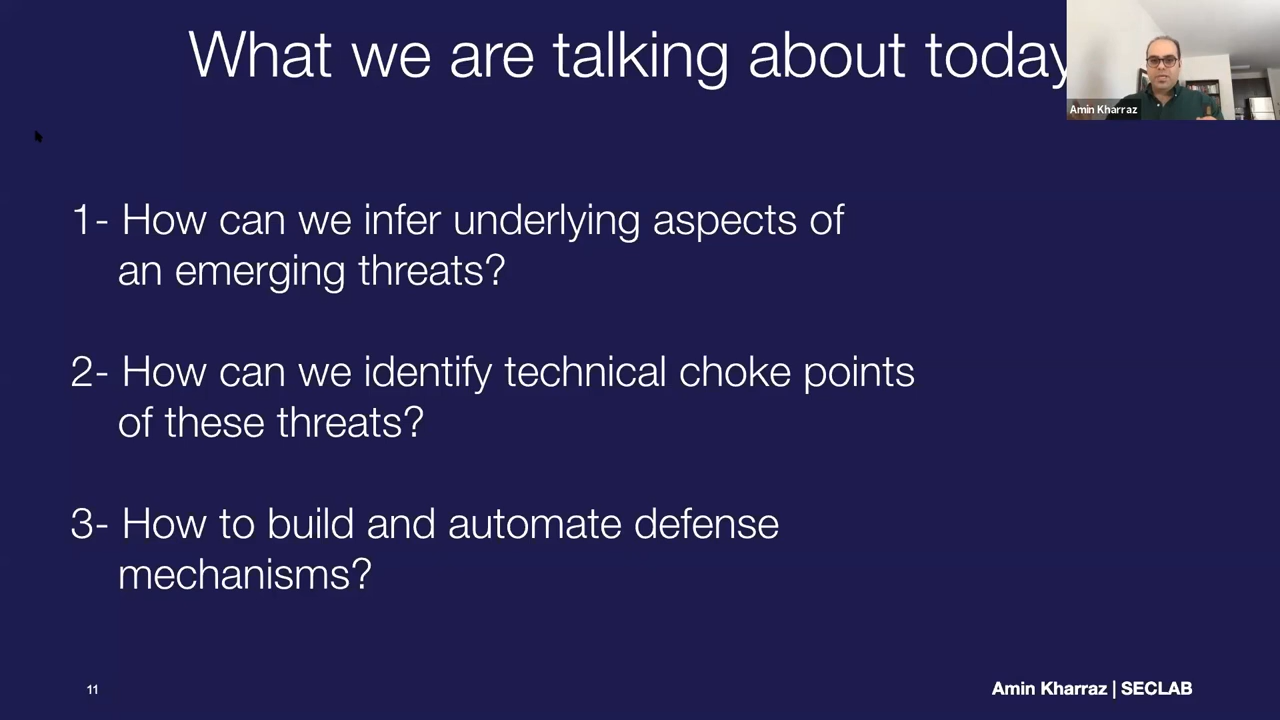 What we are talking about today
Amin Kharraz
1- How can we infer underlying aspects of
an emerging threats?
2- How can we identify technical choke points
of these threats?
3- How to build and automate defense
mechanisms?
11
Amin Kharraz | SECLAB